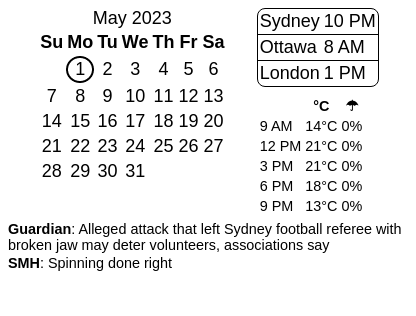 May 2023
Su Mo Tu We Th Fr Sa
1 2 3 4 5 6
7 8 9 10 11 12 13
14 15 16 17 18 19 20
21 22 23 24 25 26 27
28 29 30 31
Sydney 10 PM
Ottawa 8 AM
London 1 PM
°C ☂
9 AM 14°C 0%
12 PM 21°C 0%
3 PM 21°C 0%
6 PM 18°C 0%
9 PM 13°C 0%
Guardian: Alleged attack that left Sydney football referee with
broken jaw may deter volunteers, associations say
SMH: Spinning done right